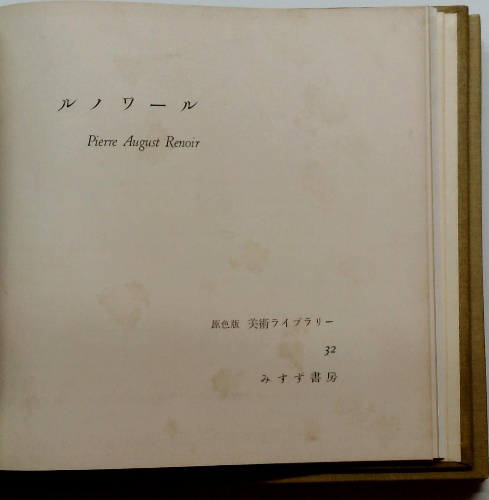 ルノワール
Pierre August Renoir
原色版 美術ライブラリー
32
みすず書房